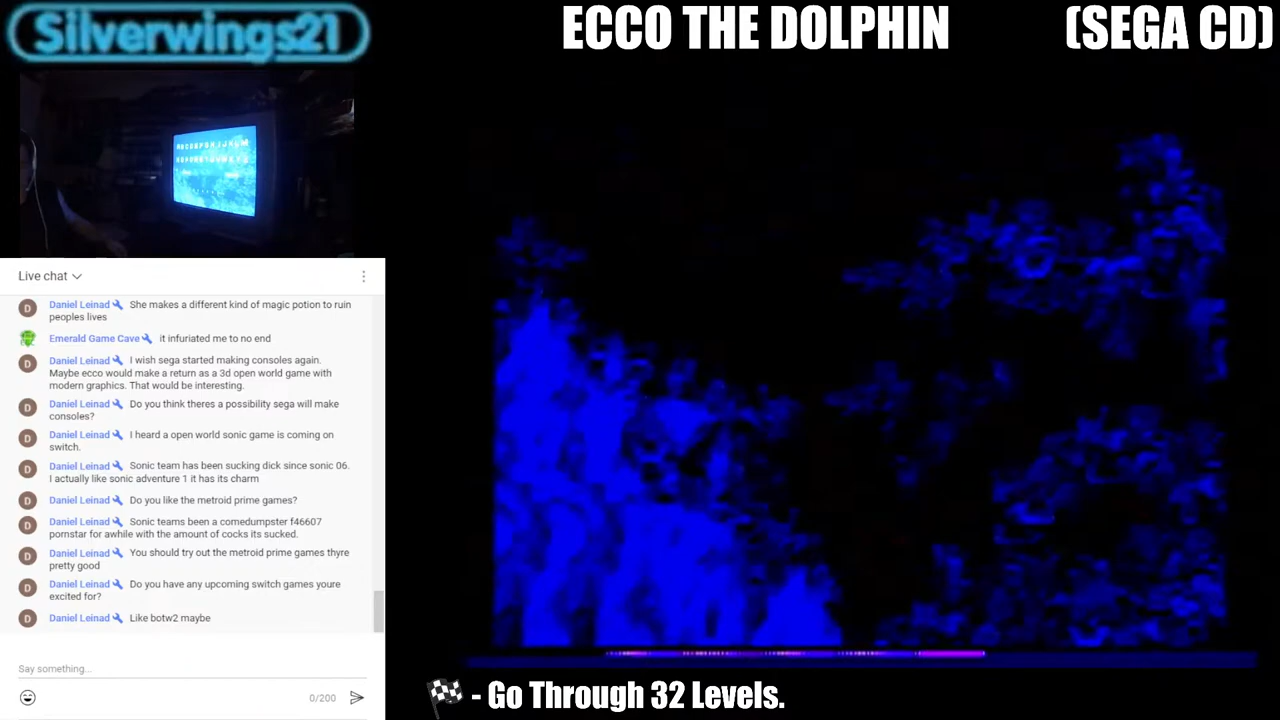 Silverwings21
ECCO THE DOLPHIN (SEGA CD)
Live chat
Daniel Leinad She makes a different kind of magic potion to ruin
peoples lives
Emerald Game Cave it infuriated me to no end
Daniel Leinad I wish sega started making consoles again.
Maybe ecco would make a return as a 3d open world game with
modern graphics. That would be interesting.
Daniel Leinad Do you think theres a possibility sega will make
consoles?
Daniel Leinad I heard a open world sonic game is coming on
switch.
Daniel Leinad Sonic team has been sucking dick since sonic 06.
I actually like sonic adventure 1 it has its charm
Daniel Leinad Do you like the metroid prime games?
Daniel Leinad Sonic teams been a comedumpster f46607
pornstar for awhile with the amount of cocks its sucked.
Daniel Leinad You should try out the metroid prime games thyre
pretty good
Daniel Leinad Do you have any upcoming switch games youre
excited for?
Daniel Leinad Like botw2 maybe
Say something...
0/200
- Go Through 32 Levels.